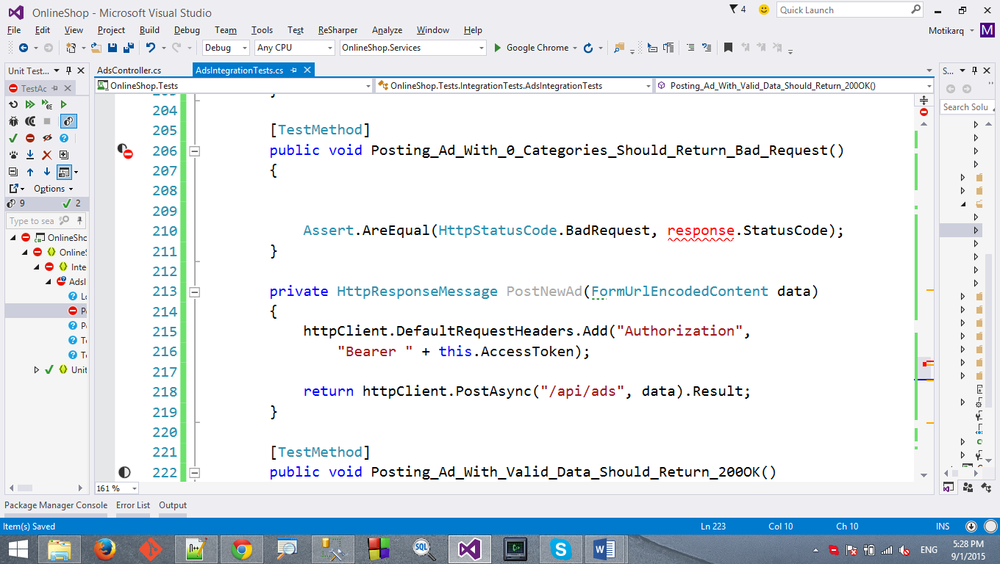 OnlineShop - Microsoft Visual Studio
4
Quick Launch
File Edit View Project Build Debug Team Tools Test ReSharper Analyze Window Help
Motikarq M
Debug Any CPU OnlineShop.Services Google Chrome
Unit Test...
AdsController.cs AdsIntegrationTests.cs
S...
TestAc
OnlineShop.Tests OnlineShop.Tests.IntegrationTests.AdsIntegrationTests Posting_Ad_With_Valid_Data_Should_Return_200OK()
Search Solu
204
205 [TestMethod]
206 public void Posting_Ad_With_0_Categories_Should_Return_Bad_Request()
207 {
208
209
210 Assert.AreEqual(HttpStatusCode.BadRequest, response.StatusCode);
211 }
212
213 private HttpResponseMessage PostNewAd(FormUrlEncodedContent data)
214 {
215 httpClient.DefaultRequestHeaders.Add("Authorization",
216 "Bearer " + this.AccessToken);
217
218 return httpClient.PostAsync("/api/ads", data).Result;
219 }
220
221 [TestMethod]
222 public void Posting_Ad_With_Valid_Data_Should_Return_200OK()
Options
9 2
Type to sea
OnlineSho
Online
Inte
AdsI
Unit
161 %
Package Manager Console Error List Output
Item(s) Saved Ln 223 Col 10 Ch 10 INS
SQL
ENG
5:28 PM
9/1/2015